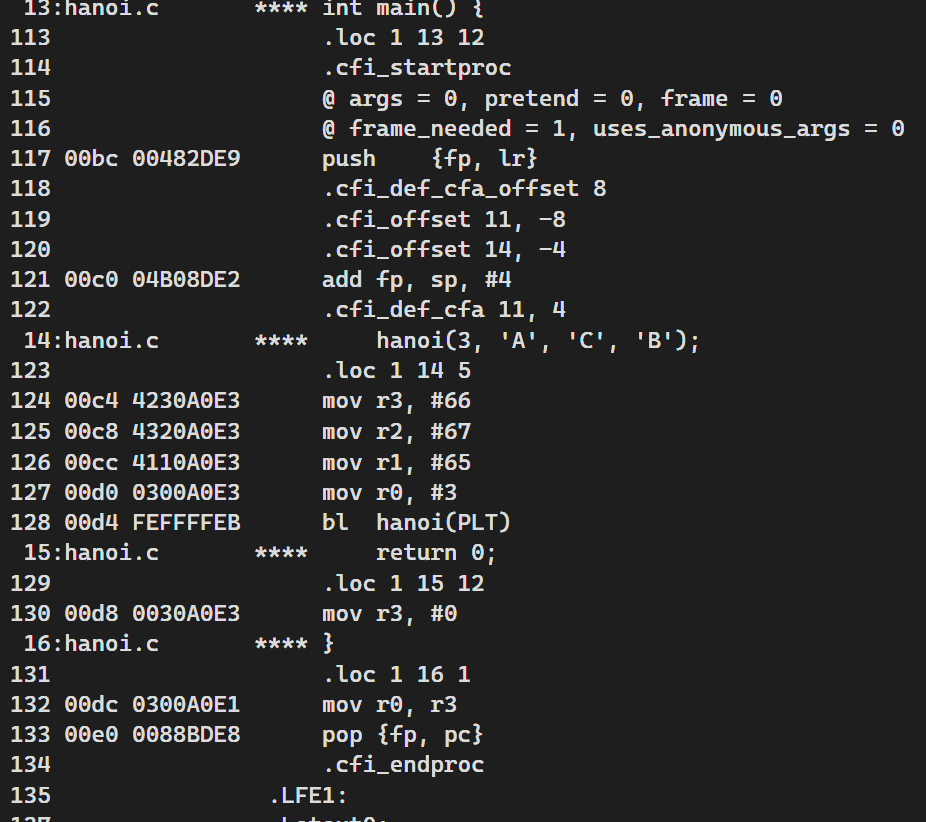 13:hanoi.c **** int main() {
113 .loc 1 13 12
114 .cfi_startproc
115 @ args = 0, pretend = 0, frame = 0
116 @ frame_needed = 1, uses_anonymous_args = 0
117 00bc 00482DE9 push {fp, lr}
118 .cfi_def_cfa_offset 8
119 .cfi_offset 11, -8
120 .cfi_offset 14, -4
121 00c0 04B08DE2 add fp, sp, #4
122 .cfi_def_cfa 11, 4
14:hanoi.c **** hanoi(3, 'A', 'C', 'B');
123 .loc 1 14 5
124 00c4 4230A0E3 mov r3, #66
125 00c8 4320A0E3 mov r2, #67
126 00cc 4110A0E3 mov r1, #65
127 00d0 0300A0E3 mov r0, #3
128 00d4 FEFFFFEB bl hanoi(PLT)
15:hanoi.c **** return 0;
129 .loc 1 15 12
130 00d8 0030A0E3 mov r3, #0
16:hanoi.c **** }
131 .loc 1 16 1
132 00dc 0300A0E1 mov r0, r3
133 00e0 0088BDE8 pop {fp, pc}
134 .cfi_endproc
135 .LFE1: